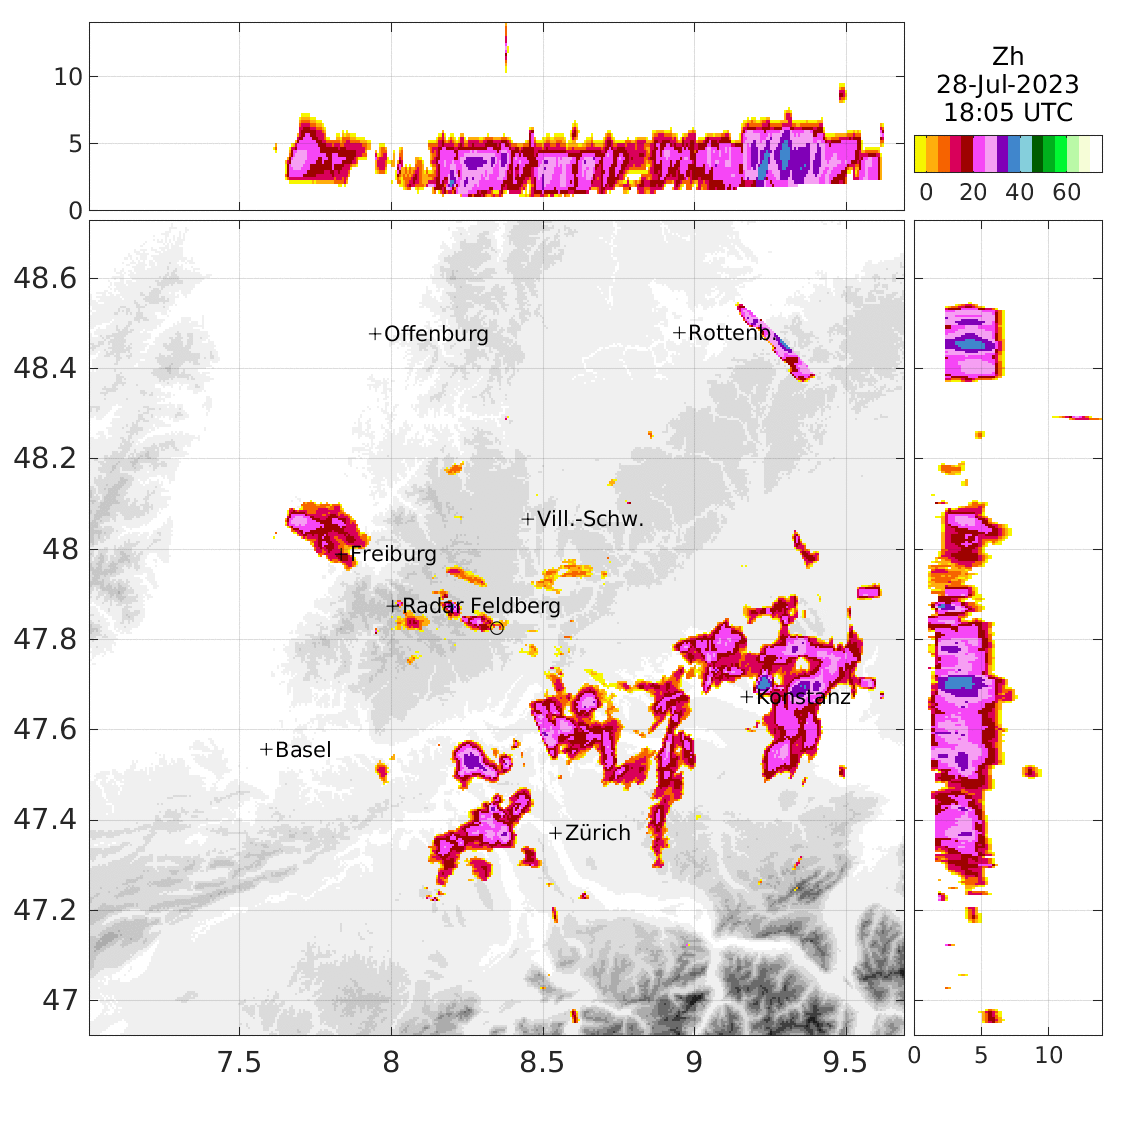 10
5
0
Zh
28-Jul-2023
18:05 UTC
0 20 40 60
48.6
48.4
48.2
48
47.8
47.6
47.4
47.2
47
+Offenburg
+Rottenb.
+Vill.-Schw.
+Freiburg
+Radar Feldberg
+Konstanz
+Basel
+Zürich
7.5 8 8.5 9 9.5
0 5 10